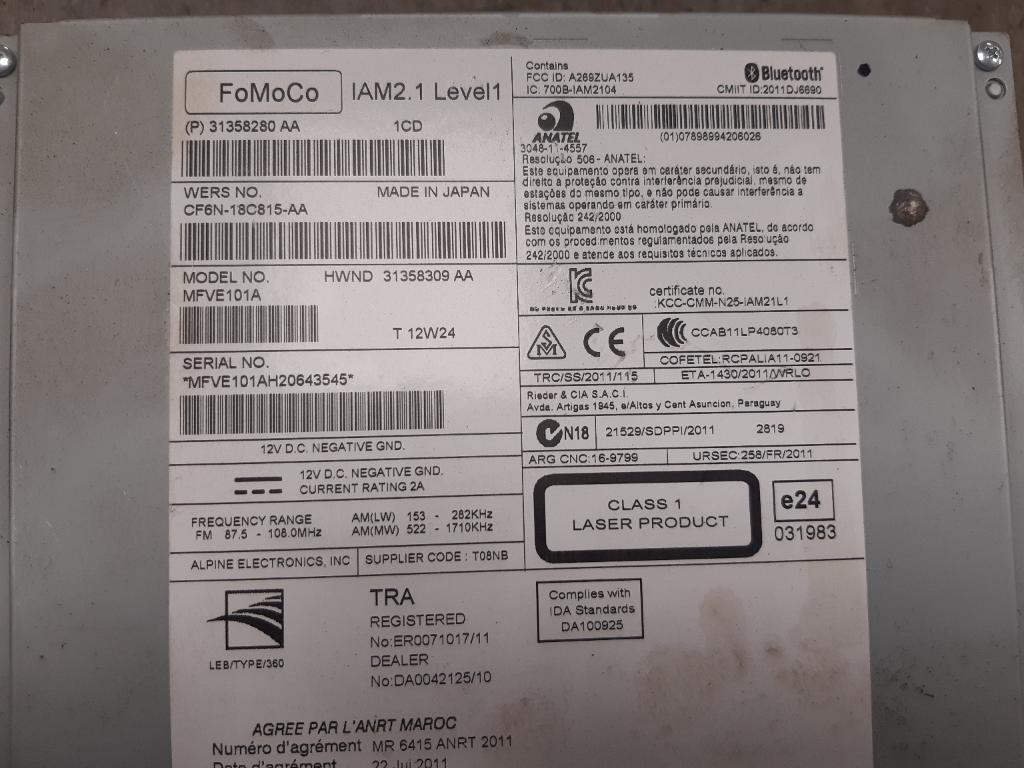 FoMoCo IAM2.1 Level1
(P) 31358280 AA 1CD
WERS NO. MADE IN JAPAN
CF6N-18C815-AA
MODEL NO. HWND 31358309 AA
MFVE101A
T 12W24
SERIAL NO.
*MFVE101AH20643545*
12V D.C. NEGATIVE GND.
12V D.C. NEGATIVE GND.
CURRENT RATING 2A
FREQUENCY RANGE AM(LW) 153 - 282KHz
FM 87.5 - 108.0MHz AM(MW) 522 - 1710KHz
ALPINE ELECTRONICS, INC SUPPLIER CODE : T08NB
Contains
FCC ID: A269ZUA135
IC: 700B-IAM2104
Bluetooth
CMIIT ID:2011DJ6690
ANATEL
3048-11-4557
(01)07898994206026
Resolução 506 - ANATEL:
Este equipamento opera em caráter secundário, isto é, não tem
direito a proteção contra interferência prejudicial, mesmo de
estações do mesmo tipo, e não pode causar interferência a
sistemas operando em caráter primário.
Resolução 242/2000
Este equipamento está homologado pela ANATEL, de acordo
com os procedimentos regulamentados pela Resolução
242/2000 e atende aos requisitos técnicos aplicados.
certificate no.
:KCC-CMM-N25-IAM21L1
CE
CCAB11LP4080T3
COFETEL:RCPALIA11-0921
TRC/SS/2011/115 ETA-1430/2011/WRLO
Rieder & CIA S.A.C.I.
Avda. Artigas 1945, e/Altos y Cent Asuncion, Paraguay
N18 21529/SDPPI/2011 2819
ARG CNC:16-9799 URSEC:258/FR/2011
CLASS 1
LASER PRODUCT
e24
031983
LEB/TYPE/360
TRA
REGISTERED
No:ER0071017/11
DEALER
No:DA0042125/10
Complies with
IDA Standards
DA100925
AGREE PAR L'ANRT MAROC
Numéro d'agrément MR 6415 ANRT 2011
Date d'agrément 22 Jui 2011